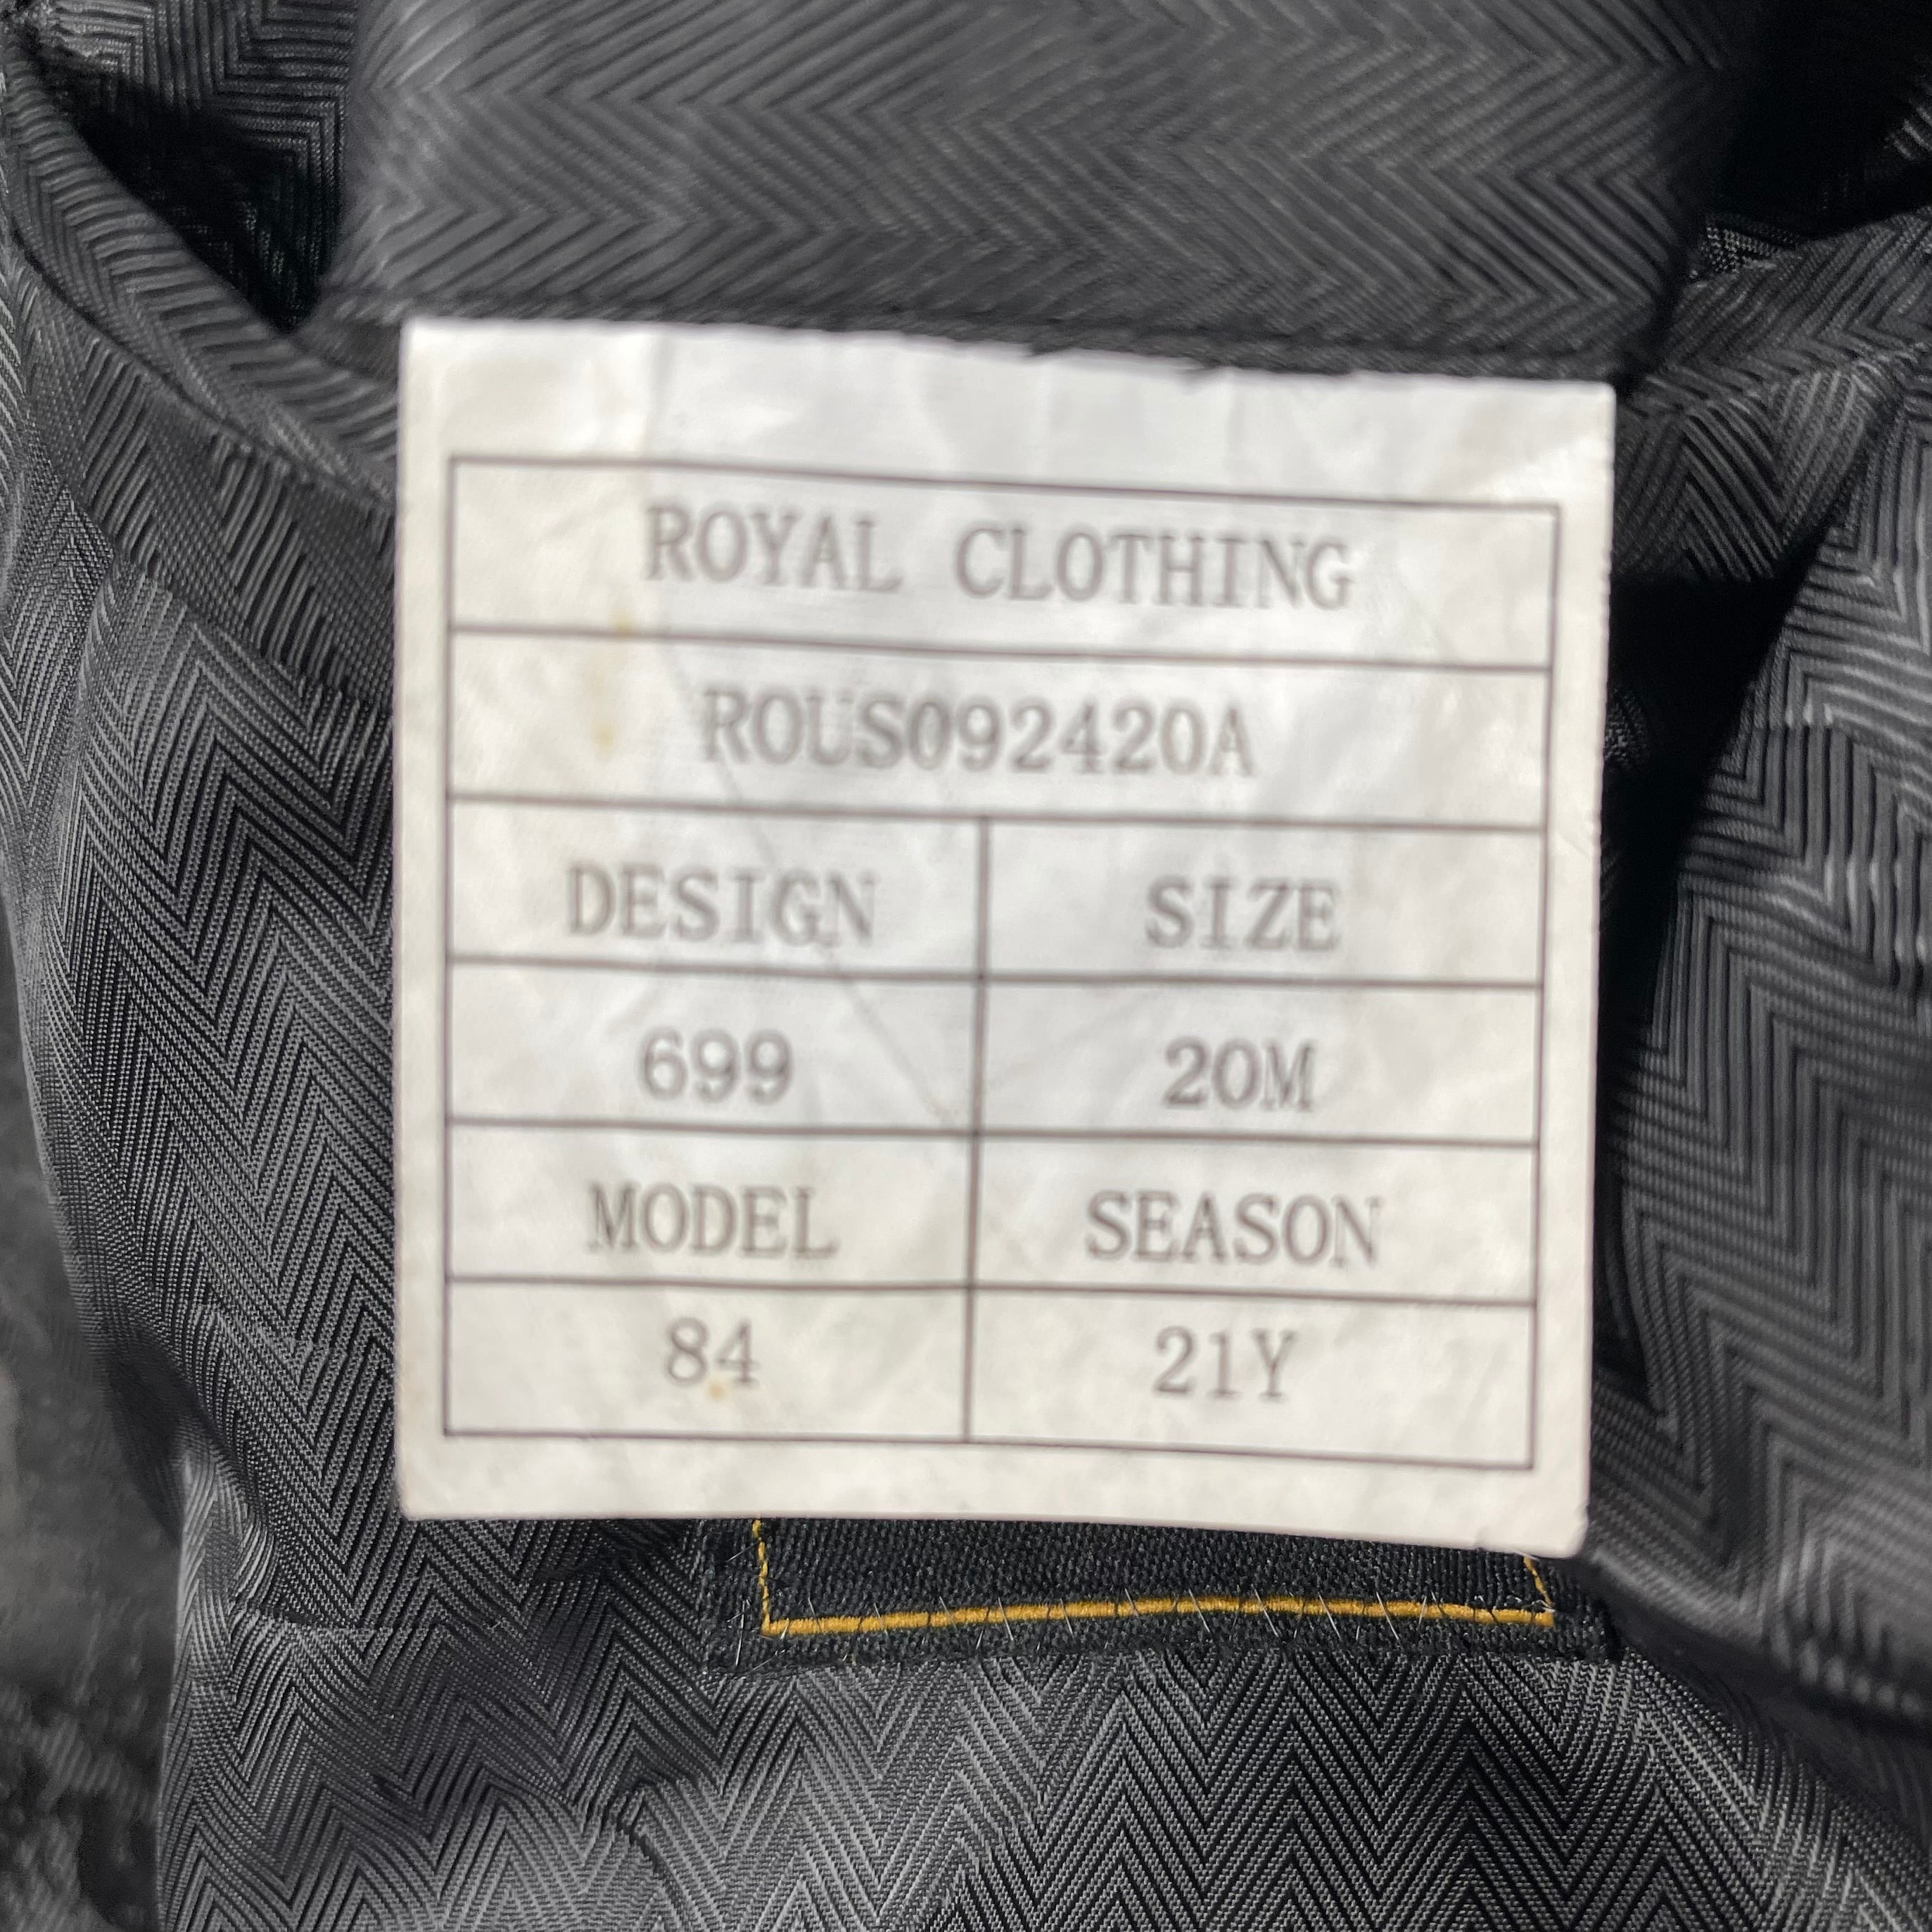 ROYAL CLOTHING
ROUS092420A
DESIGN SIZE
699 20M
MODEL SEASON
84 21Y